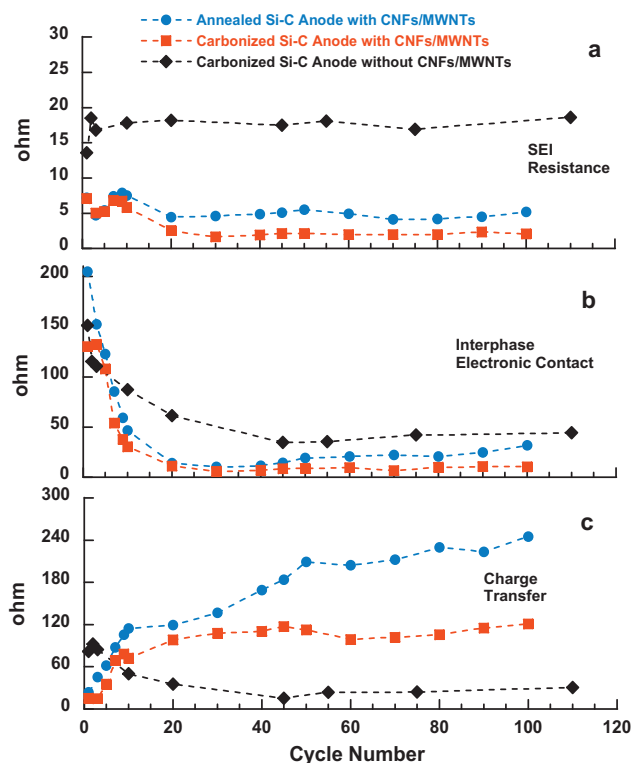 Annealed Si-C Anode with CNFs/MWNTs
Carbonized Si-C Anode with CNFs/MWNTs
Carbonized Si-C Anode without CNFs/MWNTs
30
25
20
15
10
5
0
ohm
a
SEI
Resistance
200
150
100
50
0
ohm
b
Interphase
Electronic Contact
300
240
180
120
60
0
ohm
c
Charge
Transfer
0 20 40 60 80 100 120
Cycle Number